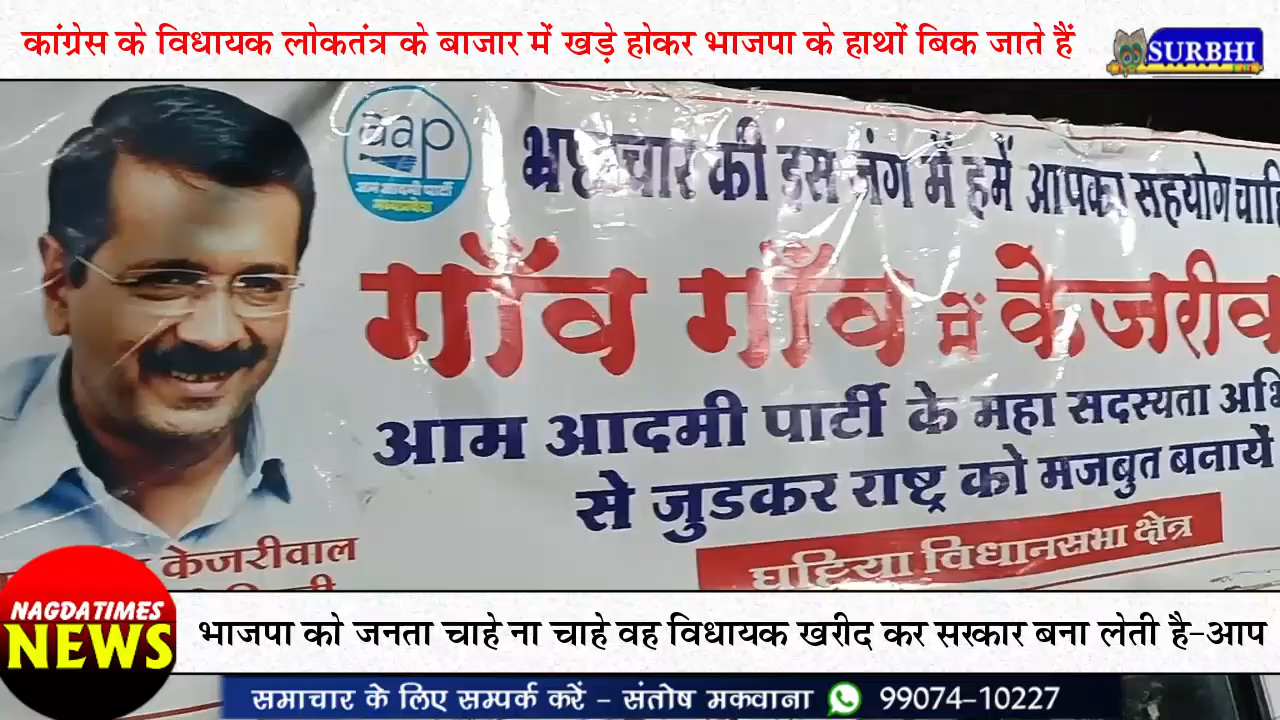 कांग्रेस के विधायक लोकतंत्र के बाजार में खड़े होकर भाजपा के हाथों बिक जाते हैं
SURBHI
aap
आम आदमी पार्टी
की इस जंग में हमें आपका सहयोग
गाँव गाँव में
आम आदमी पार्टी के महा सदस्यता
से जुडकर राष्ट्र को मजबुत बनायें
केजरीवाल
घट्टिया विधानसभा क्षेत्र
NAGDATIMES
NEWS
भाजपा को जनता चाहे ना चाहे वह विधायक खरीद कर सरकार बना लेती है-आप
समाचार के लिए सम्पर्क करें - संतोष मकवाना 99074-10227